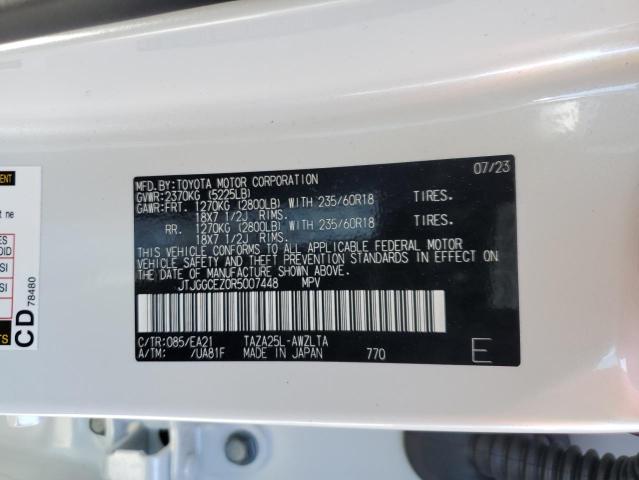 MFD.BY:TOYOTA MOTOR CORPORATION 07/23
GVWR:2370KG (5225LB)
GAWR:FRT. 1270KG (2800LB) WITH 235/60R18 TIRES.
18X7 1/2J RIMS.
RR. 1270KG (2800LB) WITH 235/60R18 TIRES.
18X7 1/2J RIMS.
THIS VEHICLE CONFORMS TO ALL APPLICABLE FEDERAL MOTOR
VEHICLE SAFETY AND THEFT PREVENTION STANDARDS IN EFFECT ON
THE DATE OF MANUFACTURE SHOWN ABOVE.
JTJGGCEZ0R5007448 MPV
C/TR:085/EA21 TAZA25L-AWZLTA
A/TM: /UA81F MADE IN JAPAN 770 E
CD
78480